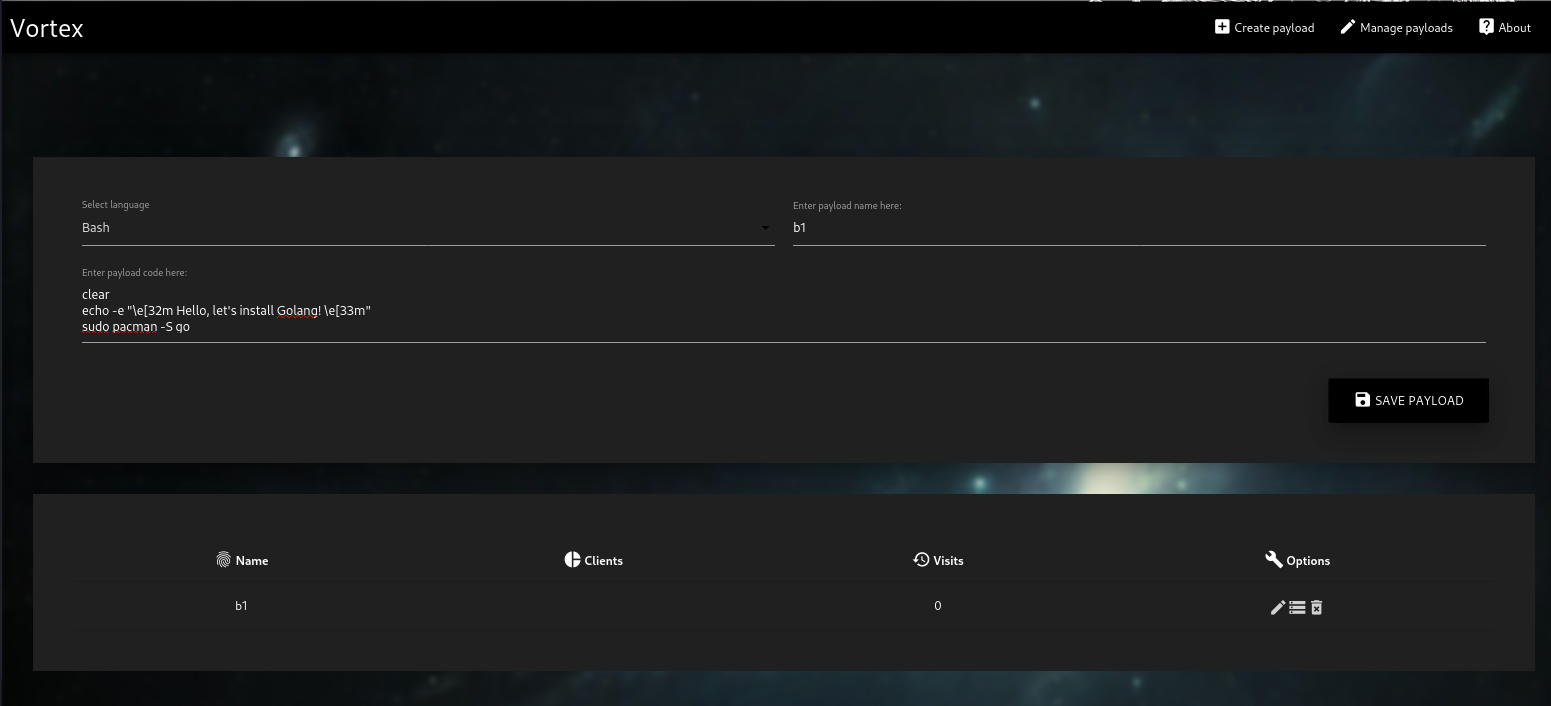 Vortex
Create payload Manage payloads About
Select language
Bash
Enter payload name here:
b1
Enter payload code here:
clear
echo -e "\e[32m Hello, let's install Golang! \e[33m"
sudo pacman -S go
SAVE PAYLOAD
Name Clients Visits Options
b1 0